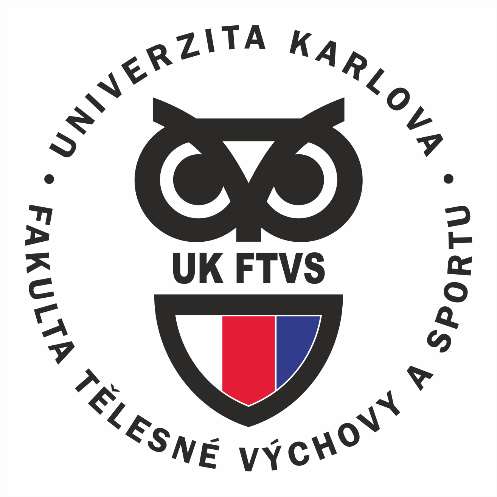 • UNIVERZITA KARLOVA •
FAKULTA TĚLESNÉ VÝCHOVY A SPORTU
UK FTVS